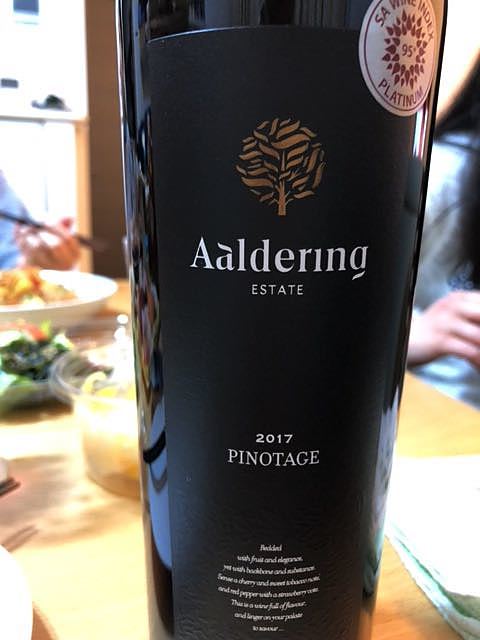 SA WINE INDEX
95
PLATINUM
Aaldering
ESTATE
2017
PINOTAGE
Bedded
with fruit and elegance,
yet with backbone and substance.
Sense a cherry and sweet tobacco note,
and red pepper with a strawberry vote.
This is a wine full of flavour,
and linger on your palate
to savour ...